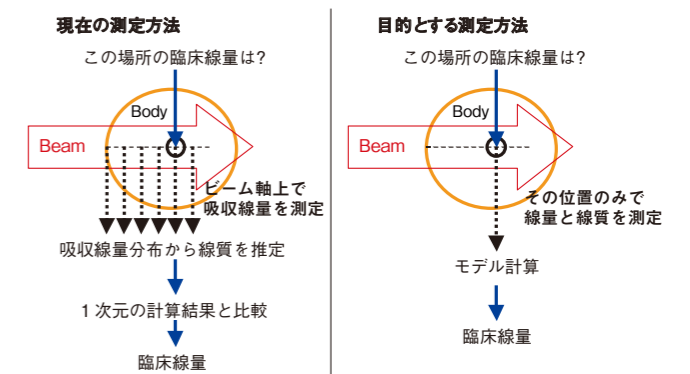 現在の測定方法
この場所の臨床線量は?
Body
Beam
ビーム軸上で
吸収線量を測定
吸収線量分布から線質を推定
1 次元の計算結果と比較
臨床線量
目的とする測定方法
この場所の臨床線量は?
Body
Beam
その位置のみで
線量と線質を測定
モデル計算
臨床線量